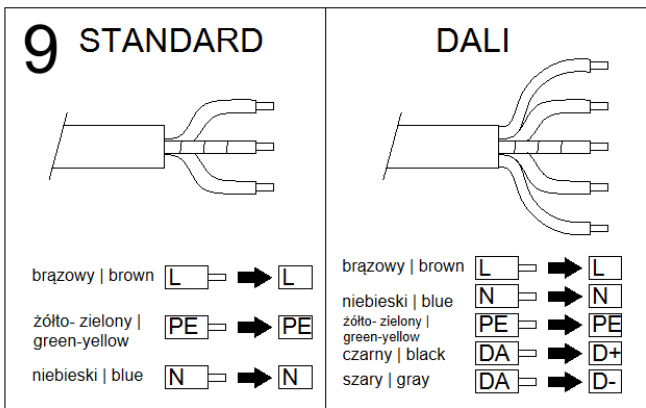 9 STANDARD
brązowy | brown L L
żółto- zielony |
green-yellow PE PE
niebieski | blue N N
DALI
brązowy | brown L L
niebieski | blue N N
żółto- zielony |
green-yellow PE PE
czarny | black DA D+
szary | gray DA D-